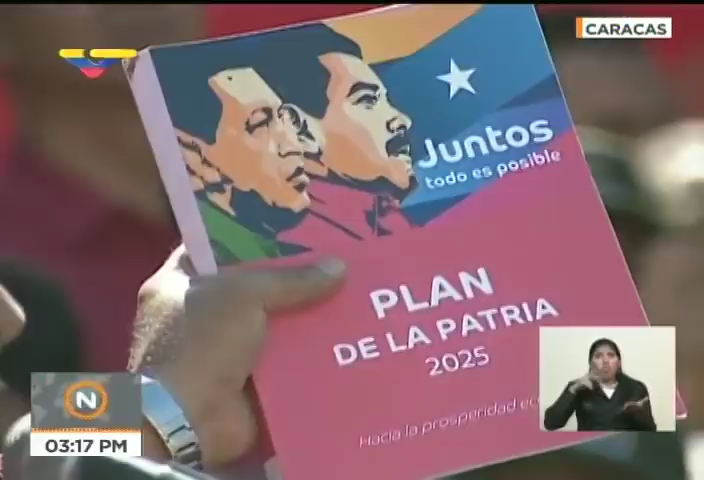 CARACAS
Juntos
todo es posible
PLAN
DE LA PATRIA
2025
Hacia la prosperidad
N
03:17 PM